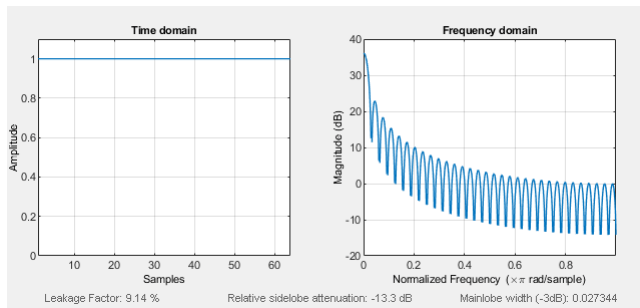 Time domain
Frequency domain
Amplitude
1
0.8
0.6
0.4
0.2
0
10 20 30 40 50 60
Samples
Magnitude (dB)
40
30
20
10
0
-10
-20
0 0.2 0.4 0.6 0.8
Normalized Frequency (×π rad/sample)
Leakage Factor: 9.14 %
Relative sidelobe attenuation: -13.3 dB
Mainlobe width (-3dB): 0.027344